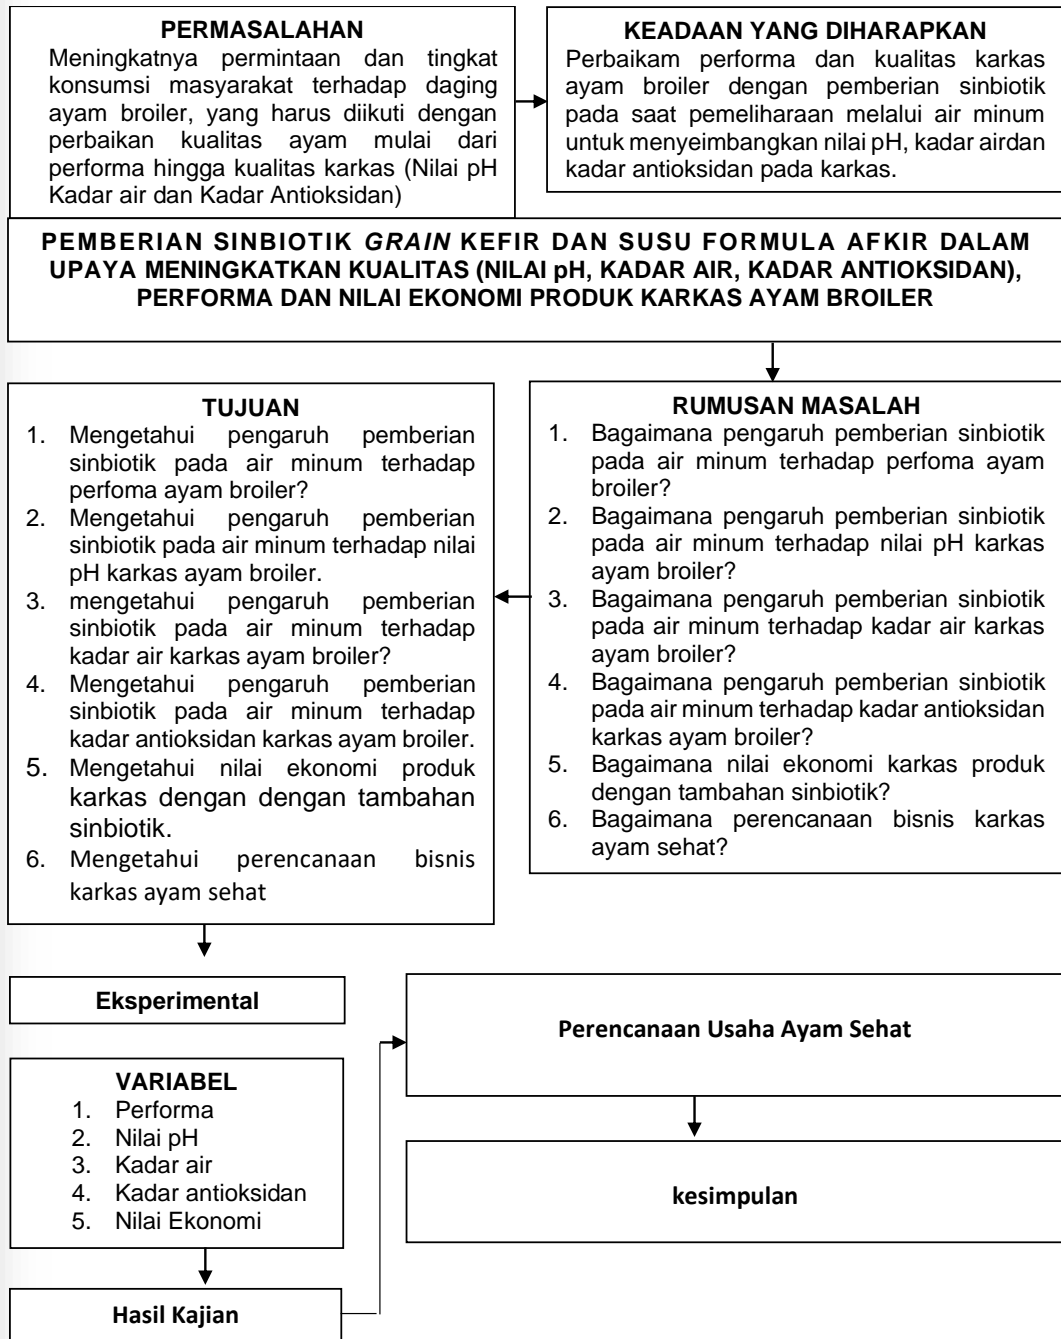 PERMASALAHAN
Meningkatnya permintaan dan tingkat
konsumsi masyarakat terhadap daging
ayam broiler, yang harus diikuti dengan
perbaikan kualitas ayam mulai dari
performa hingga kualitas karkas (Nilai pH
Kadar air dan Kadar Antioksidan)
KEADAAN YANG DIHARAPKAN
Perbaikam performa dan kualitas karkas
ayam broiler dengan pemberian sinbiotik
pada saat pemeliharaan melalui air minum
untuk menyeimbangkan nilai pH, kadar airdan
kadar antioksidan pada karkas.
PEMBERIAN SINBIOTIK GRAIN KEFIR DAN SUSU FORMULA AFKIR DALAM
UPAYA MENINGKATKAN KUALITAS (NILAI pH, KADAR AIR, KADAR ANTIOKSIDAN),
PERFORMA DAN NILAI EKONOMI PRODUK KARKAS AYAM BROILER
RUMUSAN MASALAH
1. Bagaimana pengaruh pemberian sinbiotik
pada air minum terhadap perfoma ayam
broiler?
2. Bagaimana pengaruh pemberian sinbiotik
pada air minum terhadap nilai pH karkas
ayam broiler?
3. Bagaimana pengaruh pemberian sinbiotik
pada air minum terhadap kadar air karkas
ayam broiler?
4. Bagaimana pengaruh pemberian sinbiotik
pada air minum terhadap kadar antioksidan
karkas ayam broiler?
5. Bagaimana nilai ekonomi karkas produk
dengan tambahan sinbiotik?
6. Bagaimana perencanaan bisnis karkas
ayam sehat?
TUJUAN
1. Mengetahui pengaruh pemberian
sinbiotik pada air minum terhadap
perfoma ayam broiler?
2. Mengetahui pengaruh pemberian
sinbiotik pada air minum terhadap nilai
pH karkas ayam broiler.
3. mengetahui pengaruh pemberian
sinbiotik pada air minum terhadap
kadar air karkas ayam broiler?
4. Mengetahui pengaruh pemberian
sinbiotik pada air minum terhadap
kadar antioksidan karkas ayam broiler.
5. Mengetahui nilai ekonomi produk
karkas dengan dengan tambahan
sinbiotik.
6. Mengetahui perencanaan bisnis
karkas ayam sehat
Eksperimental
VARIABEL
1. Performa
2. Nilai pH
3. Kadar air
4. Kadar antioksidan
5. Nilai Ekonomi
Hasil Kajian
Perencanaan Usaha Ayam Sehat
kesimpulan